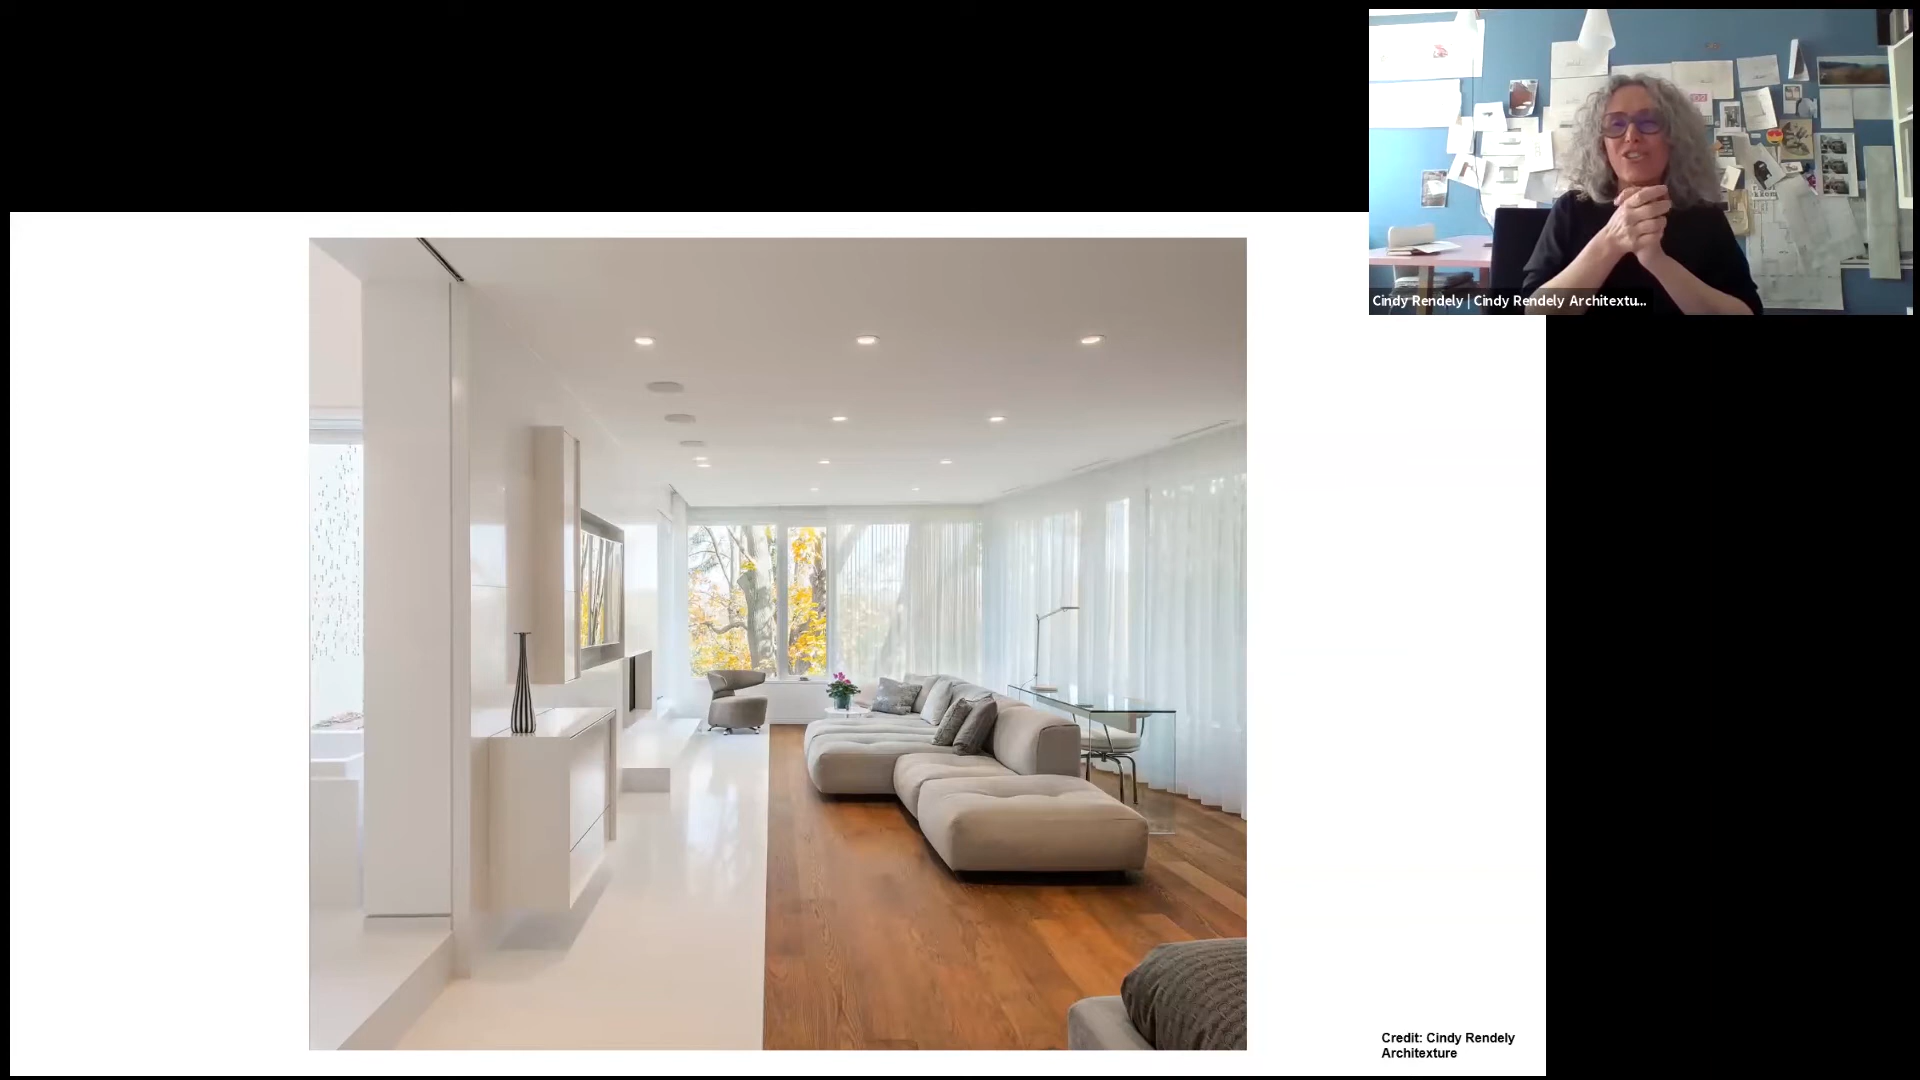 Cindy Rendely | Cindy Rendely Architextu...
Credit: Cindy Rendely
Architexture